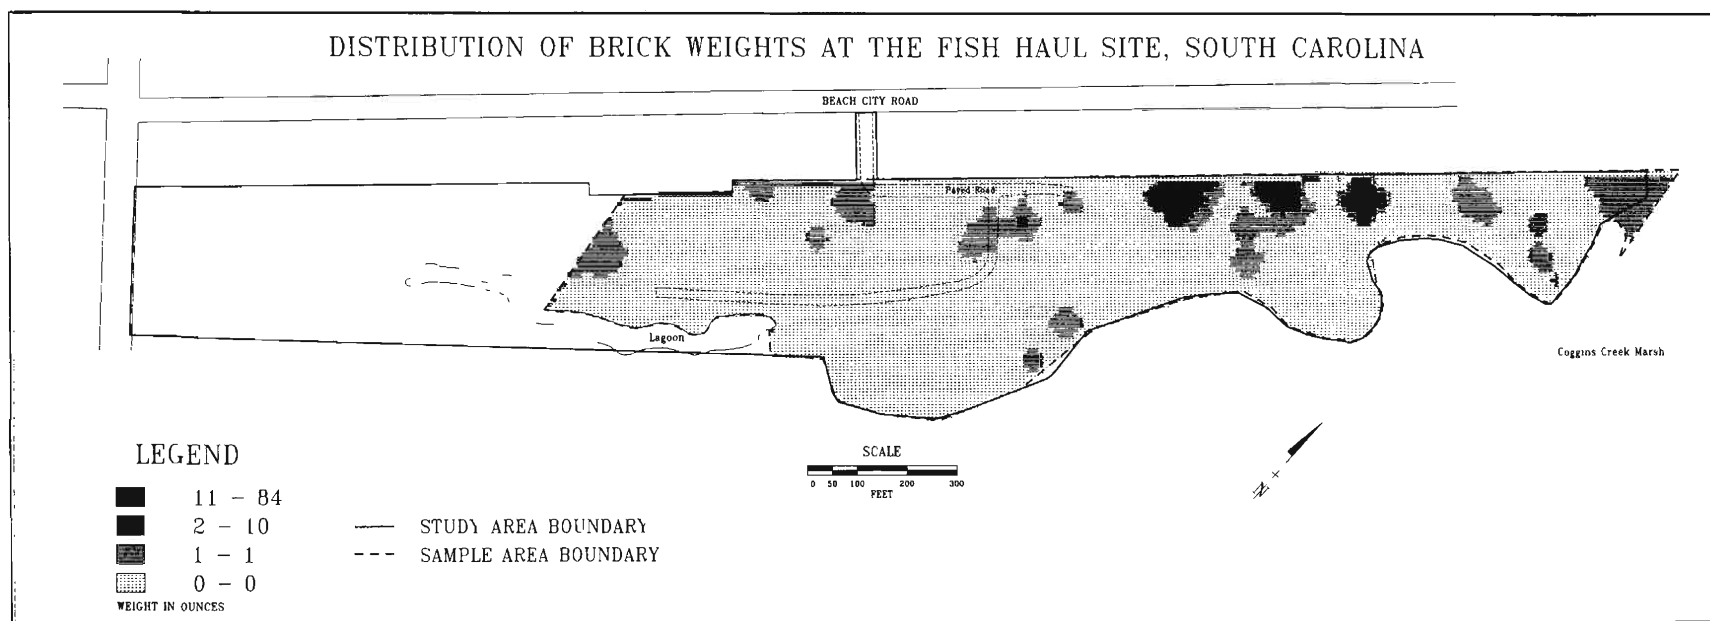 DISTRIBUTION OF BRICK WEIGHTS AT THE FISH HAUL SITE, SOUTH CAROLINA
BEACH CITY ROAD
Paved Road
Lagoon
Coggins Creek Marsh
LEGEND
11 - 84
2 - 10
1 - 1
0 - 0
WEIGHT IN OUNCES
STUDY AREA BOUNDARY
SAMPLE AREA BOUNDARY
SCALE
0 50 100 200 300
FEET
N